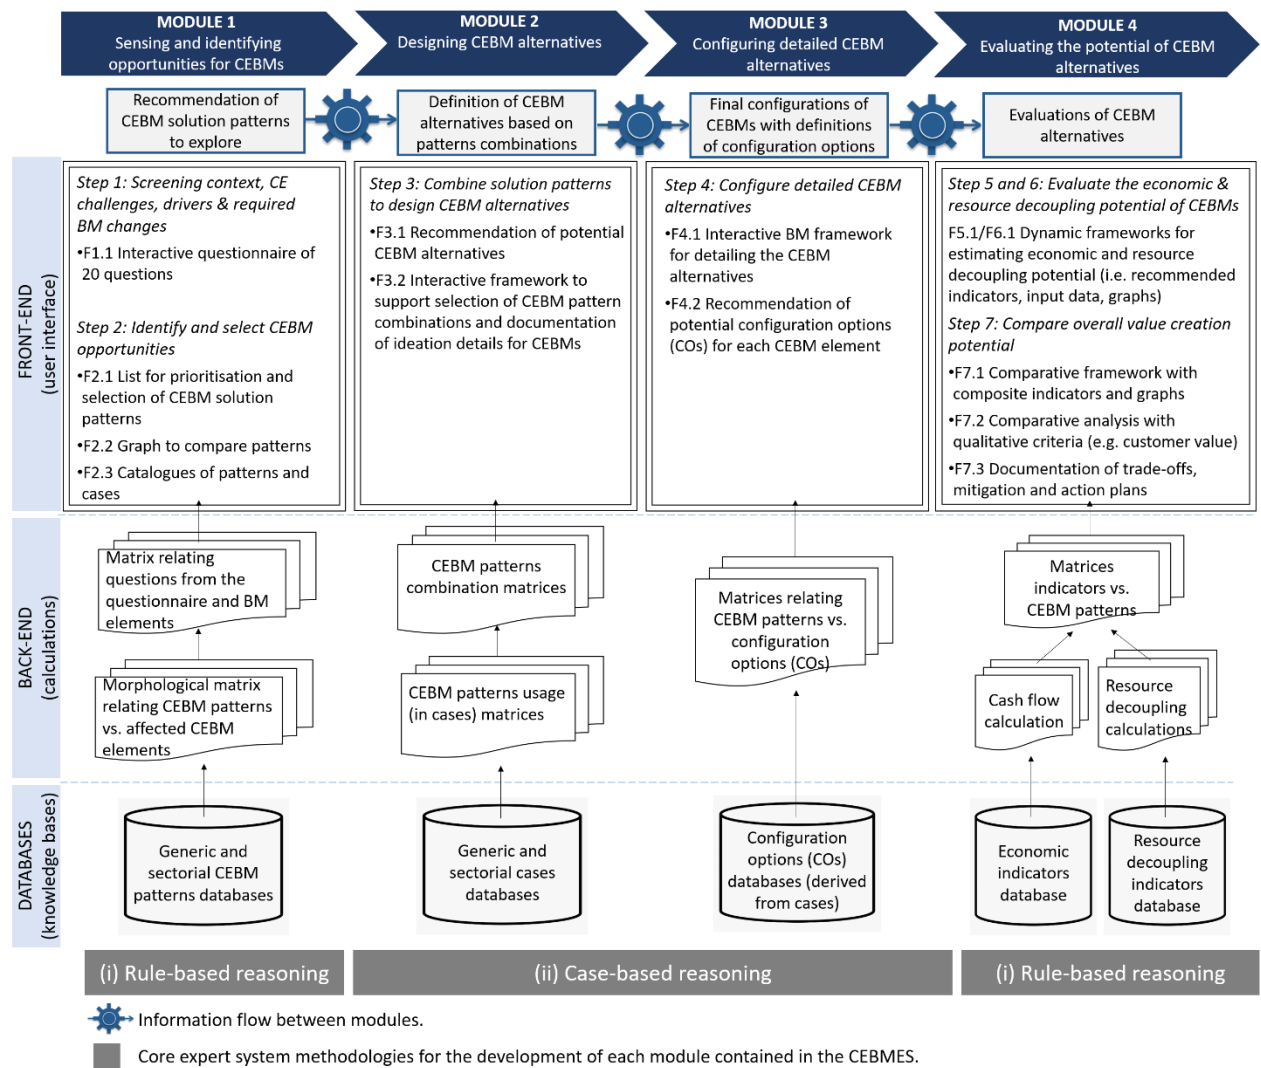 MODULE 1
Sensing and identifying
opportunities for CEBMs
MODULE 2
Designing CEBM alternatives
MODULE 3
Configuring detailed CEBM
alternatives
MODULE 4
Evaluating the potential of CEBM
alternatives
Recommendation of
CEBM solution patterns
to explore
Definition of CEBM
alternatives based on
patterns combinations
Final configurations of
CEBMs with definitions
of configuration options
Evaluations of CEBM
alternatives
FRONT-END
(user interface)
Step 1: Screening context, CE
challenges, drivers & required
BM changes
•F1.1 Interactive questionnaire of
20 questions
Step 2: Identify and select CEBM
opportunities
•F2.1 List for prioritisation and
selection of CEBM solution
patterns
•F2.2 Graph to compare patterns
•F2.3 Catalogues of patterns and
cases
Step 3: Combine solution patterns
to design CEBM alternatives
•F3.1 Recommendation of potential
CEBM alternatives
•F3.2 Interactive framework to
support selection of CEBM pattern
combinations and documentation
of ideation details for CEBMs
Step 4: Configure detailed CEBM
alternatives
•F4.1 Interactive BM framework
for detailing the CEBM
alternatives
•F4.2 Recommendation of
potential configuration options
(COs) for each CEBM element
Step 5 and 6: Evaluate the economic &
resource decoupling potential of CEBMs
F5.1/F6.1 Dynamic frameworks for
estimating economic and resource
decoupling potential (i.e. recommended
indicators, input data, graphs)
Step 7: Compare overall value creation
potential
•F7.1 Comparative framework with
composite indicators and graphs
•F7.2 Comparative analysis with
qualitative criteria (e.g. customer value)
•F7.3 Documentation of trade-offs,
mitigation and action plans
BACK-END
(calculations)
Matrix relating
questions from the
questionnaire and BM
elements
Morphological matrix
relating CEBM patterns
vs. affected CEBM
elements
CEBM patterns
combination matrices
CEBM patterns usage
(in cases) matrices
Matrices relating
CEBM patterns vs.
configuration
options (COs)
Matrices
indicators vs.
CEBM patterns
Cash flow
calculation
Resource
decoupling
calculations
DATABASES
(knowledge bases)
Generic and
sectorial CEBM
patterns databases
Generic and
sectorial cases
databases
Configuration
options (COs)
databases (derived
from cases)
Economic
indicators
database
Resource
decoupling
indicators
database
(i) Rule-based reasoning
(ii) Case-based reasoning
(i) Rule-based reasoning
Information flow between modules.
Core expert system methodologies for the development of each module contained in the CEBMES.